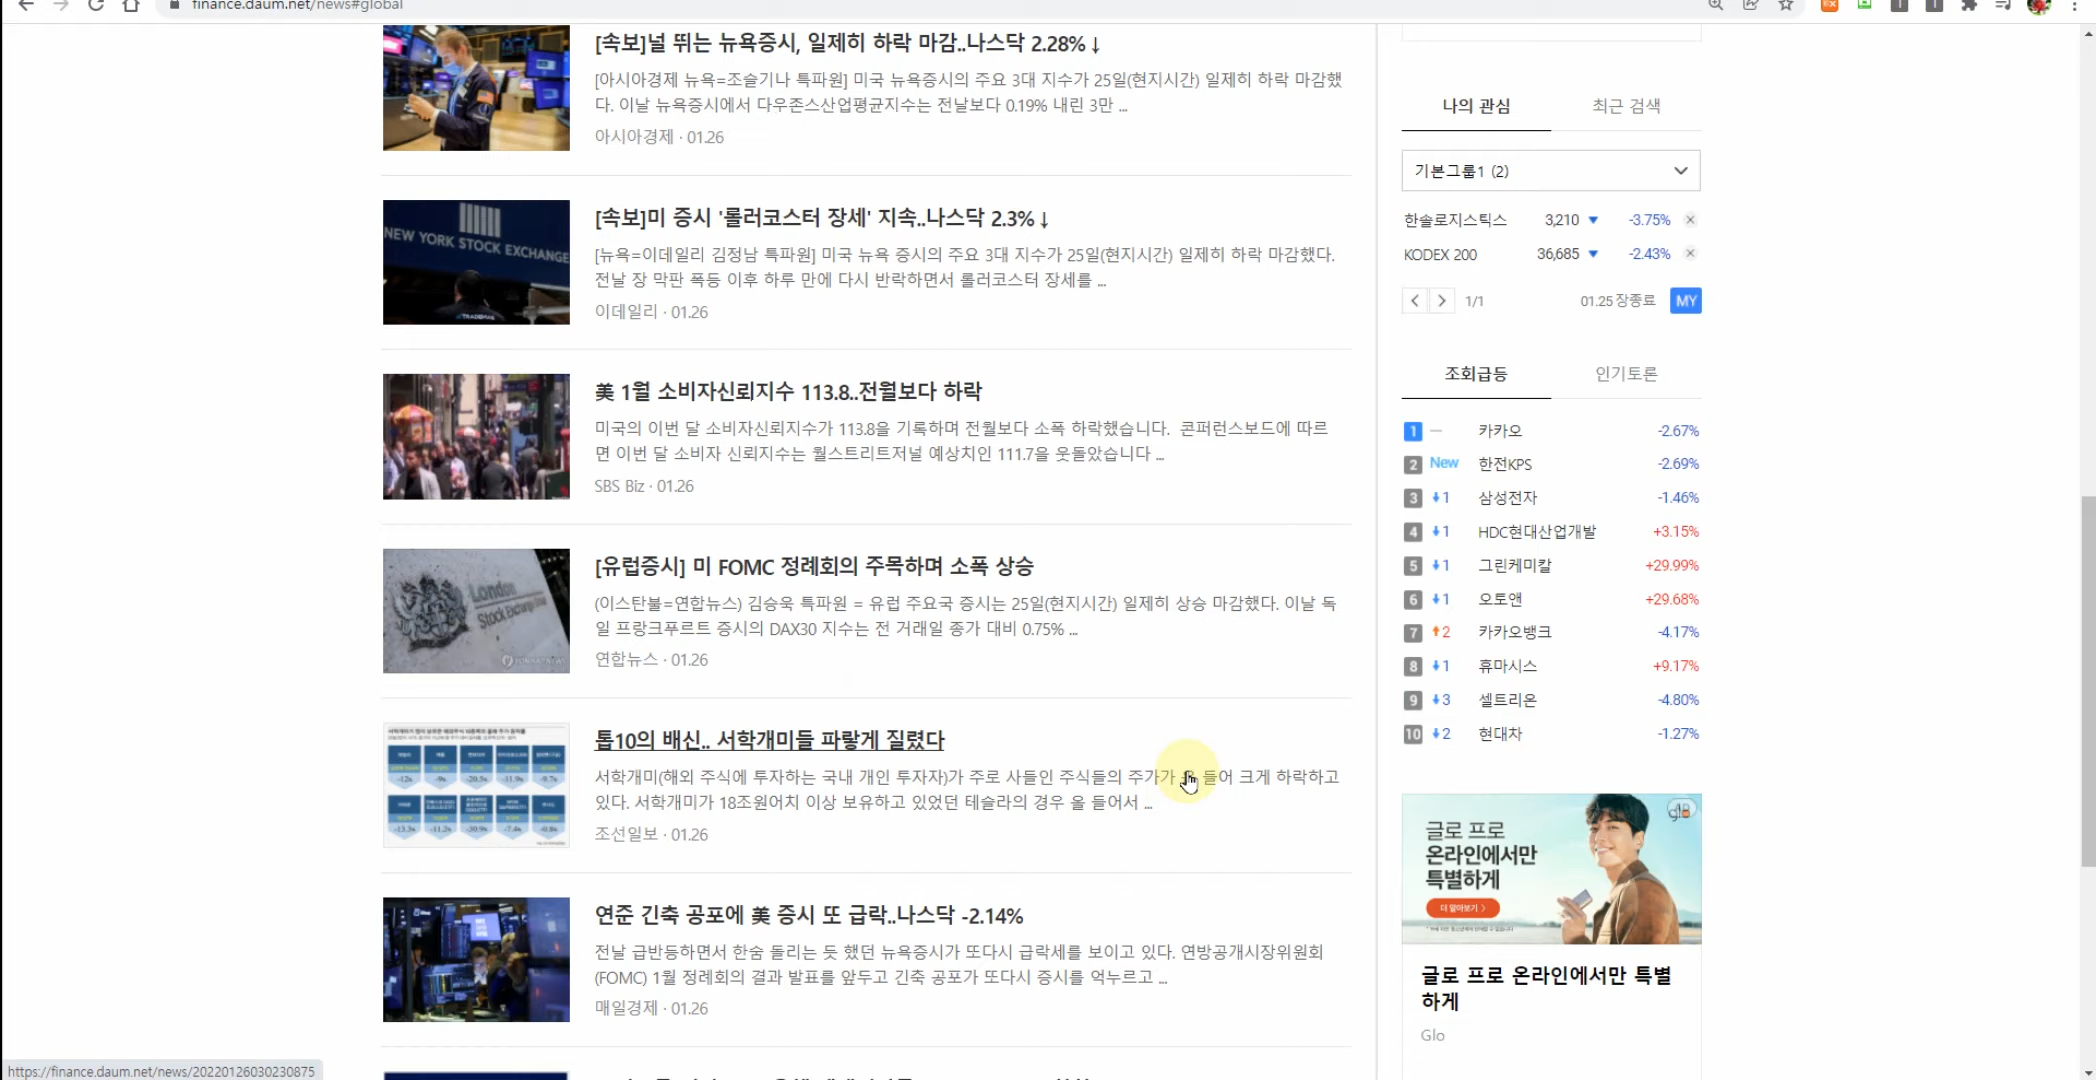 finance.daum.net/news#global
[속보]널 뛰는 뉴욕증시, 일제히 하락 마감..나스닥 2.28%↓
[아시아경제 뉴욕=조슬기나 특파원] 미국 뉴욕증시의 주요 3대 지수가 25일(현지시간) 일제히 하락 마감했
다. 이날 뉴욕증시에서 다우존스산업평균지수는 전날보다 0.19% 내린 3만 ...
아시아경제 · 01.26
NEW YORK STOCK EXCHANGE
[속보]미 증시 '롤러코스터 장세' 지속..나스닥 2.3%↓
[뉴욕=이데일리 김정남 특파원] 미국 뉴욕 증시의 주요 3대 지수가 25일(현지시간) 일제히 하락 마감했다.
전날 장 막판 폭등 이후 하루 만에 다시 반락하면서 롤러코스터 장세를 ...
이데일리 · 01.26
美 1월 소비자신뢰지수 113.8..전월보다 하락
미국의 이번 달 소비자신뢰지수가 113.8을 기록하며 전월보다 소폭 하락했습니다. 콘퍼런스보드에 따르
면 이번 달 소비자 신뢰지수는 월스트리트저널 예상치인 111.7을 웃돌았습니다 ...
SBS Biz · 01.26
London
Stock Exchange
[유럽증시] 미 FOMC 정례회의 주목하며 소폭 상승
(이스탄불=연합뉴스) 김승욱 특파원 = 유럽 주요국 증시는 25일(현지시간) 일제히 상승 마감했다. 이날 독
일 프랑크푸르트 증시의 DAX30 지수는 전 거래일 종가 대비 0.75% ...
연합뉴스 · 01.26
톱10의 배신.. 서학개미들 파랗게 질렸다
서학개미(해외 주식에 투자하는 국내 개인 투자자)가 주로 사들인 주식들의 주가가 들어 크게 하락하고
있다. 서학개미가 18조원어치 이상 보유하고 있었던 테슬라의 경우 올 들어서 ...
조선일보 · 01.26
연준 긴축 공포에 美 증시 또 급락..나스닥 -2.14%
전날 급반등하면서 한숨 돌리는 듯 했던 뉴욕증시가 또다시 급락세를 보이고 있다. 연방공개시장위원회
(FOMC) 1월 정례회의 결과 발표를 앞두고 긴축 공포가 또다시 증시를 억누르고 ...
매일경제 · 01.26
https://finance.daum.net/news/20220126030230875
나의 관심 최근 검색
기본그룹1 (2)
한솔로지스틱스 3,210 ▼ -3.75% ×
KODEX 200 36,685 ▼ -2.43% ×
< > 1/1 01.25 장종료 MY
조회급등 인기토론
1 – 카카오 -2.67%
2 New 한전KPS -2.69%
3 ↓1 삼성전자 -1.46%
4 ↓1 HDC현대산업개발 +3.15%
5 ↓1 그린케미칼 +29.99%
6 ↓1 오토앤 +29.68%
7 ↑2 카카오뱅크 -4.17%
8 ↓1 휴마시스 +9.17%
9 ↓3 셀트리온 -4.80%
10 ↓2 현대차 -1.27%
glo
글로 프로
온라인에서만
특별하게
더 알아보기 >
글로 프로 온라인에서만 특별
하게
Glo